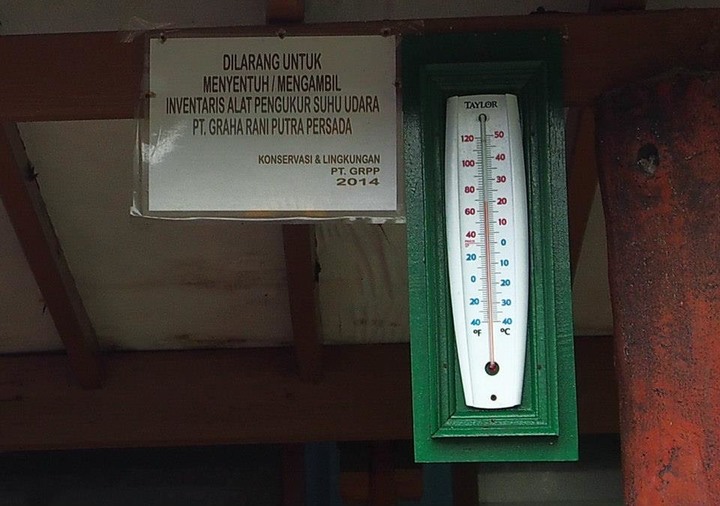 DILARANG UNTUK
MENYENTUH / MENGAMBIL
INVENTARIS ALAT PENGUKUR SUHU UDARA
PT. GRAHA RANI PUTRA PERSADA
KONSERVASI & LINGKUNGAN
PT. GRPP
2014
TAYLOR
120 50
100 40
80 30
60 20
40 10
20 0
0 10
20 20
40 30
°F 40
°C